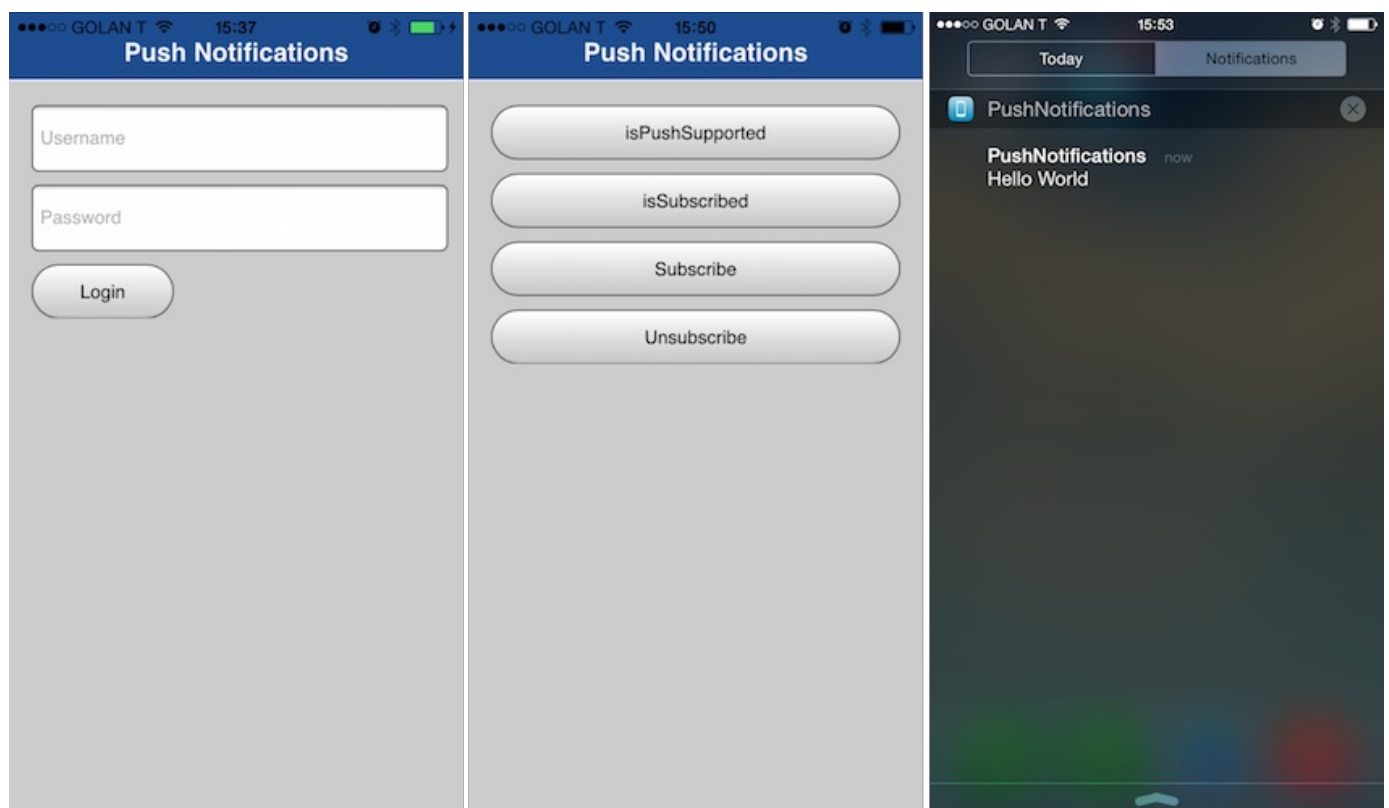 GOLAN T 15:37
Push Notifications
Username
Password
Login
GOLAN T 15:50
Push Notifications
isPushSupported
isSubscribed
Subscribe
Unsubscribe
GOLAN T 15:53
Today Notifications
PushNotifications
PushNotifications now
Hello World